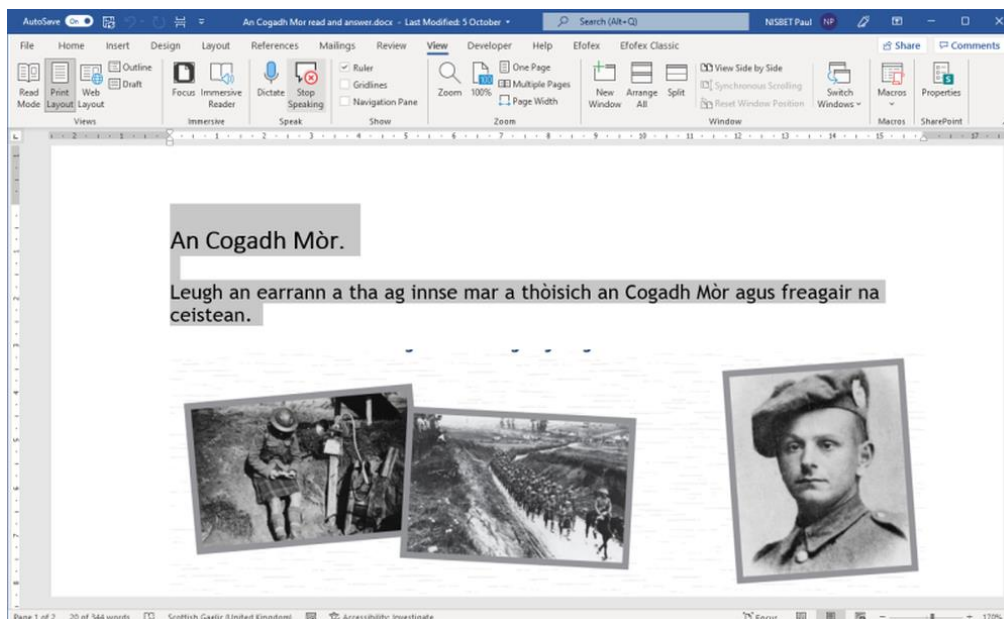 AutoSave On
An Cogadh Mor read and answer.docx - Last Modified: 5 October
Search (Alt+Q)
NISBET Paul NP
File Home Insert Design Layout References Mailings Review View Developer Help Efofex Efofex Classic Share Comments
Read Mode
Print Layout
Web Layout
Outline
Draft
Views
Focus
Immersive Reader
Immersive
Dictate
Stop Speaking
Speak
Ruler
Gridlines
Navigation Pane
Show
Zoom
100%
One Page
Multiple Pages
Page Width
Zoom
New Window
Arrange All
Split
View Side by Side
Synchronous Scrolling
Reset Window Position
Switch Windows
Window
Macros
Macros
Properties
SharePoint
An Cogadh Mòr.
Leugh an earrann a tha ag innse mar a thòisich an Cogadh Mòr agus freagair na
ceistean.
Page 1 of 2 20 of 344 words Scottish Gaelic (United Kingdom) Accessibility: Investigate Focus 170%